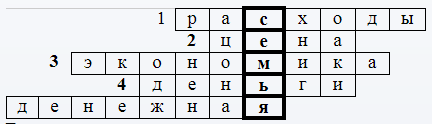 1 расходы
2 цена
3 экономика
4 деньги
денежная